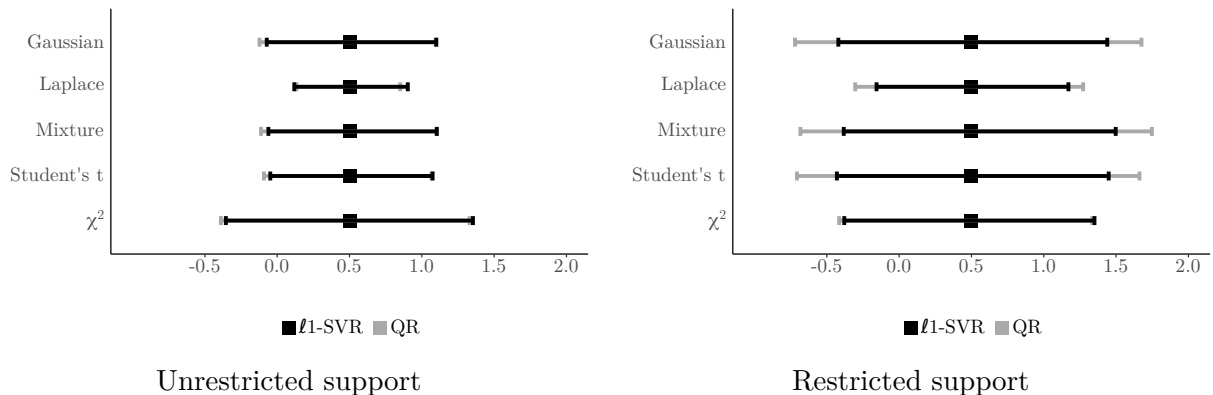 Gaussian
Laplace
Mixture
Student's t
χ²
-0.5 0.0 0.5 1.0 1.5 2.0
ℓ1-SVR QR
Unrestricted support
Gaussian
Laplace
Mixture
Student's t
χ²
-0.5 0.0 0.5 1.0 1.5 2.0
ℓ1-SVR QR
Restricted support